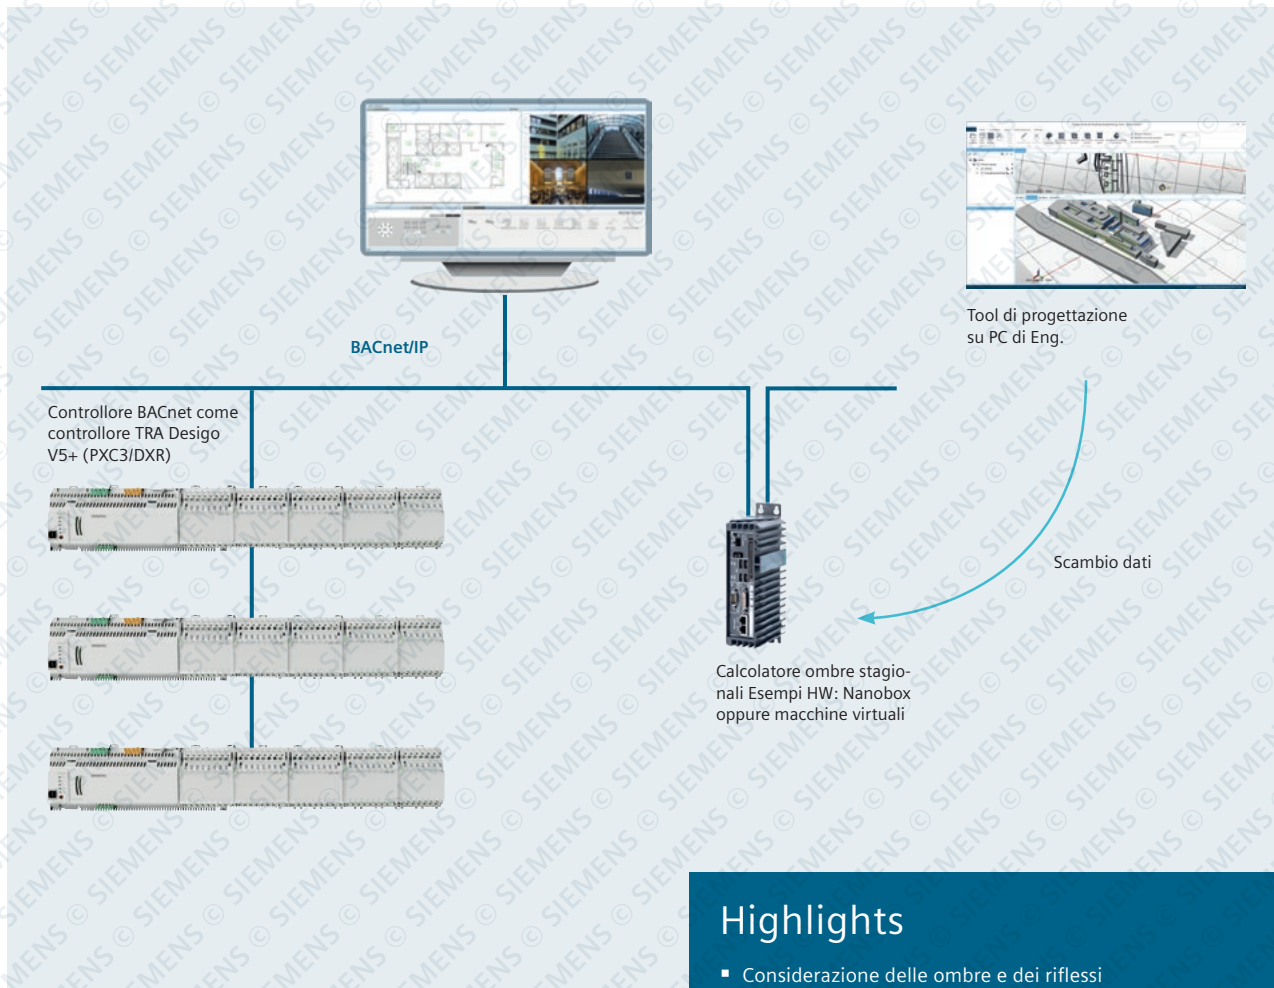 BACnet/IP
Tool di progettazione
su PC di Eng.
Controllore BACnet come
controllore TRA Desigo
V5+ (PXC3/DXR)
Scambio dati
Calcolatore ombre stagio-
nali Esempi HW: Nanobox
oppure macchine virtuali
Highlights
▪ Considerazione delle ombre e dei riflessi
SIEMENS ©